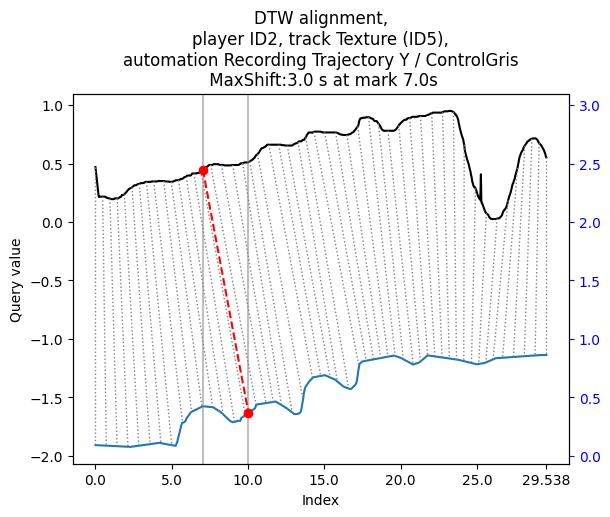 DTW alignment,
player ID2, track Texture (ID5),
automation Recording Trajectory Y / ControlGris
MaxShift:3.0 s at mark 7.0s
1.0
0.5
0.0
−0.5
−1.0
−1.5
−2.0
Query value
3.0
2.5
2.0
1.5
1.0
0.5
0.0
0.0 5.0 10.0 15.0 20.0 25.0 29.538
Index